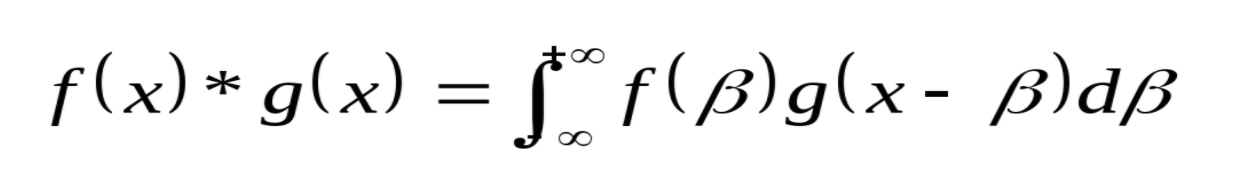 f(x)*g(x) = ∫_{-∞}^{+∞} f(β)g(x - β)dβ